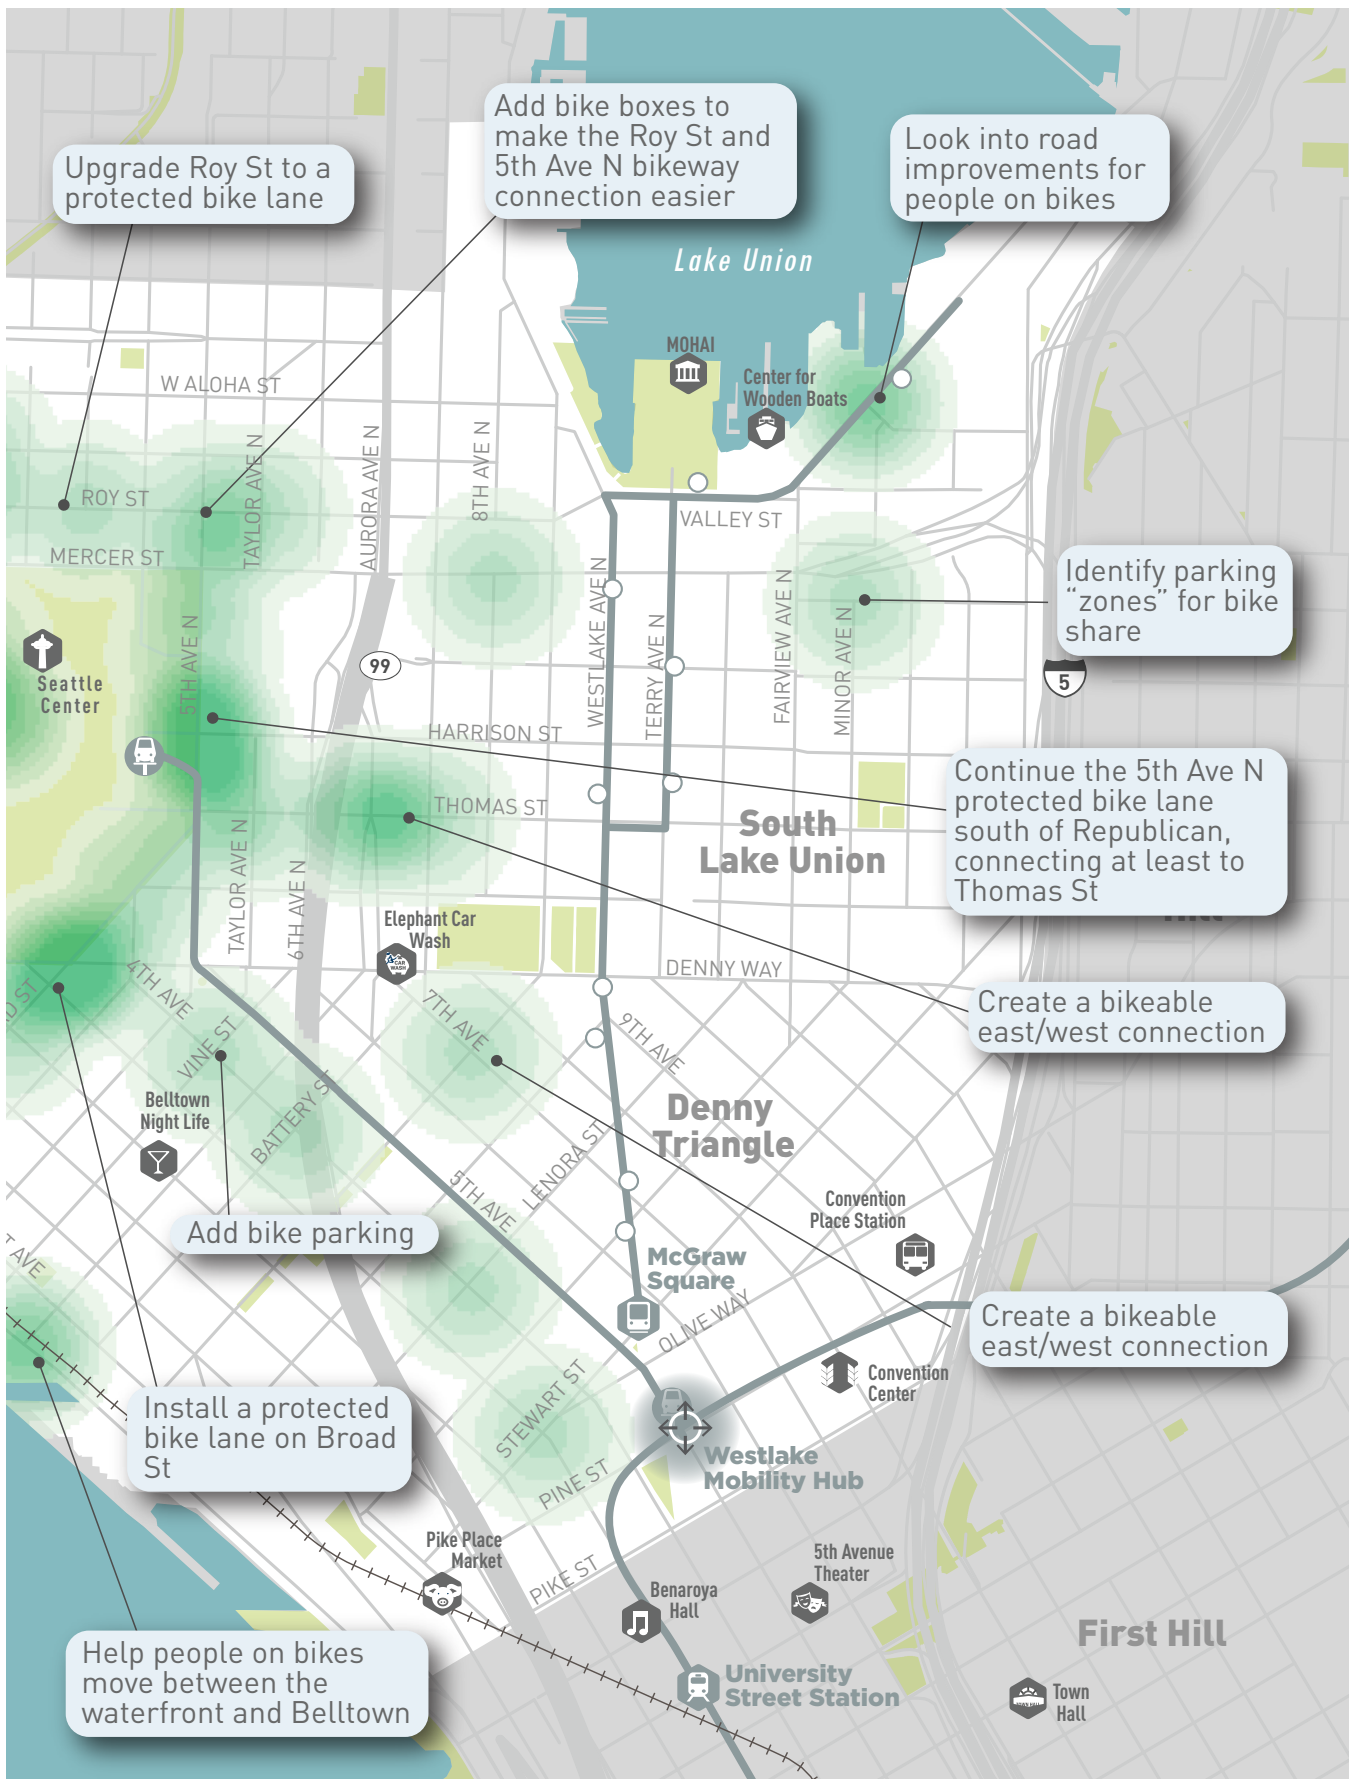 Add bike boxes to
make the Roy St and
5th Ave N bikeway
connection easier
Look into road
improvements for
people on bikes
Upgrade Roy St to a
protected bike lane
Lake Union
MOHAI
Center for
Wooden Boats
W ALOHA ST
TAYLOR AVE N
AURORA AVE N
8TH AVE N
ROY ST
VALLEY ST
MERCER ST
Identify parking
“zones” for bike
share
WESTLAKE AVE N
TERRY AVE N
FAIRVIEW AVE N
MINOR AVE N
5TH AVE N
99
5
Seattle
Center
HARRISON ST
Continue the 5th Ave N
protected bike lane
south of Republican,
connecting at least to
Thomas St
THOMAS ST
South
Lake Union
TAYLOR AVE N
6TH AVE N
Elephant Car
Wash
CAR
WASH
DENNY WAY
4TH AVE
7TH AVE
9TH AVE
Create a bikeable
east/west connection
VINE ST
Belltown
Night Life
BATTERY ST
Denny
Triangle
LENORA ST
5TH AVE
Convention
Place Station
Add bike parking
McGraw
Square
OLIVE WAY
Create a bikeable
east/west connection
Convention
Center
STEWART ST
Install a protected
bike lane on Broad
St
Westlake
Mobility Hub
PINE ST
Pike Place
Market
PIKE ST
5th Avenue
Theater
Benaroya
Hall
First Hill
Help people on bikes
move between the
waterfront and Belltown
University
Street Station
Town
Hall